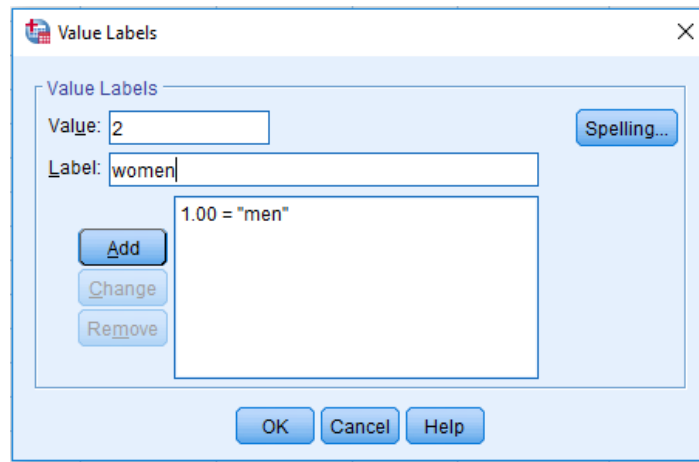 Value Labels
Value Labels
Value: 2
Spelling...
Label: women
1.00 = "men"
Add
Change
Remove
OK Cancel Help